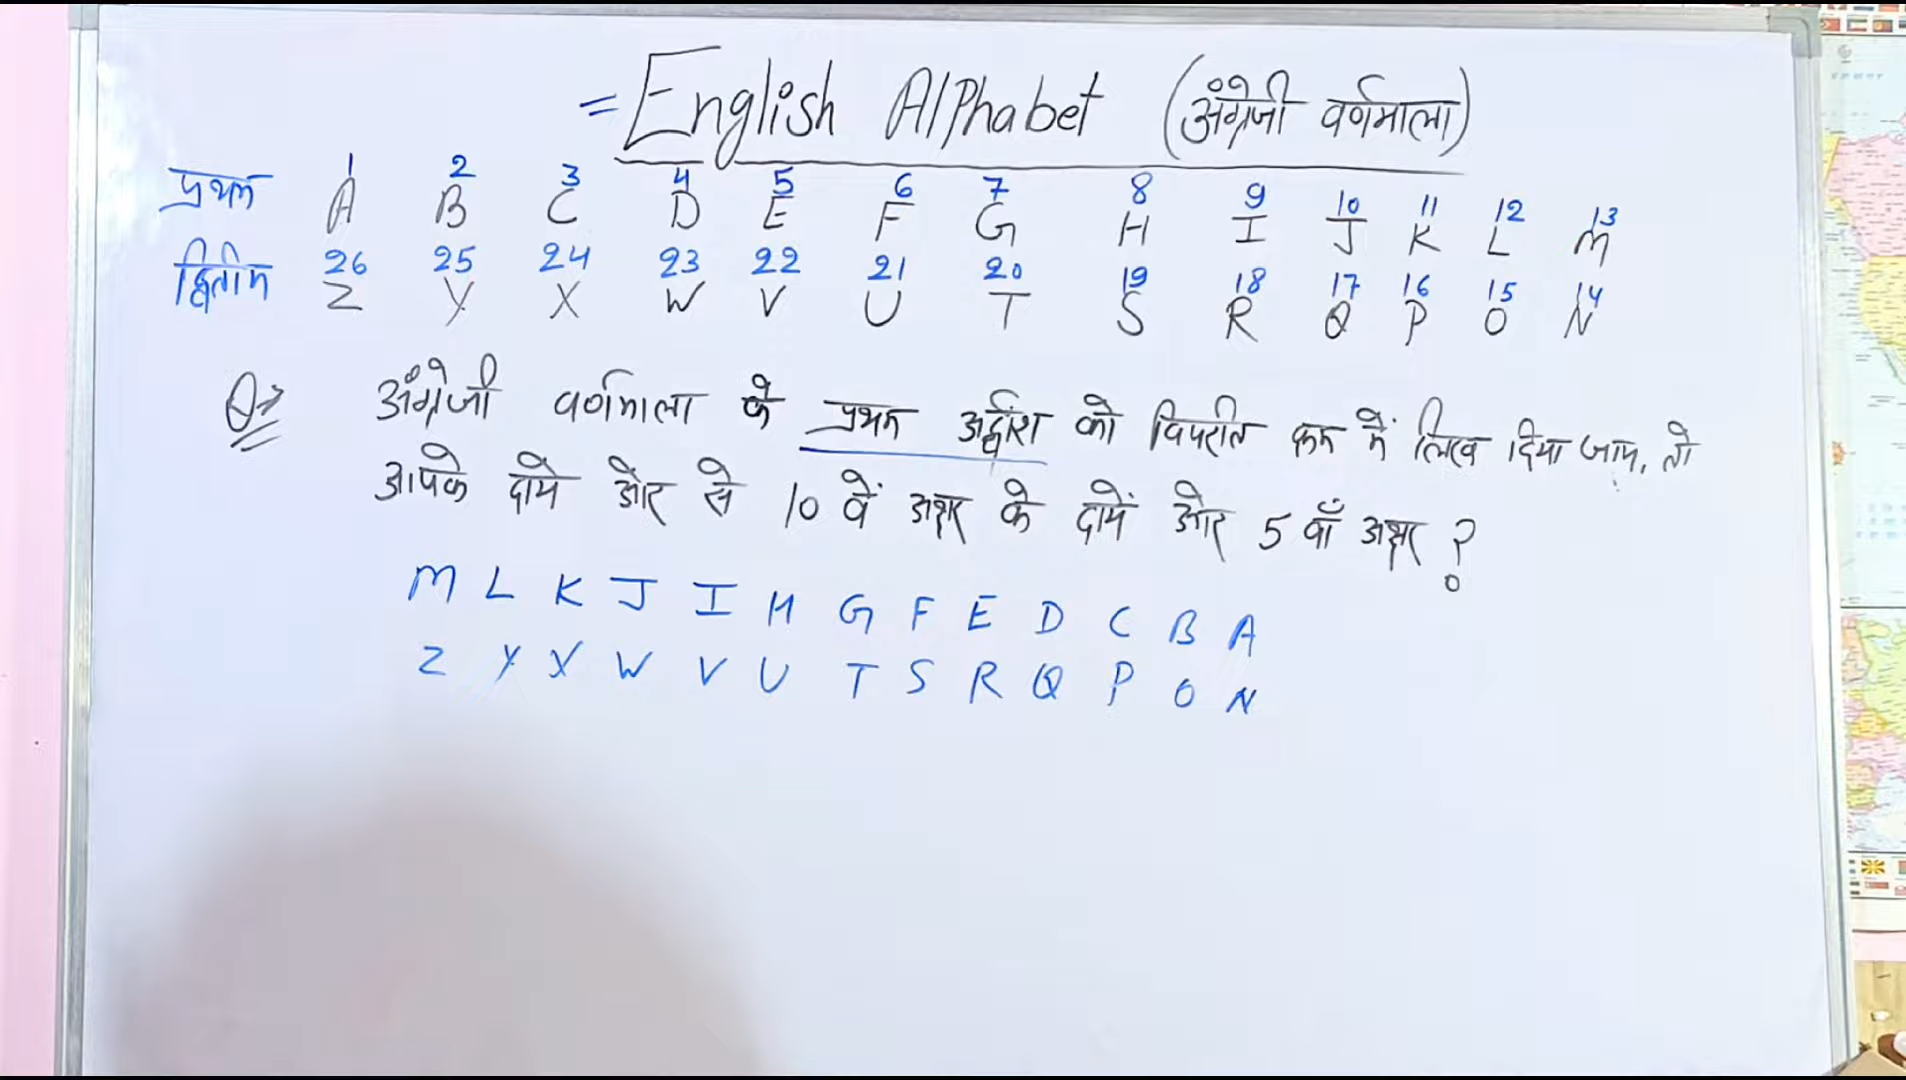 = English Alphabet (अंग्रेजी वर्णमाला)
1 2 3 4 5 6 7 8 9 10 11 12 13
प्रथम A B C D E F G H I J K L M
26 25 24 23 22 21 20 19 18 17 16 15 14
द्वितीय Z Y X W V U T S R Q P O N
Q→ अंग्रेजी वर्णमाला के प्रथम अर्द्धांश को विपरीत क्रम में लिख दिया जाय, तो
आपके दाये ओर से 10 वें अक्षर के दायें ओर 5 वाँ अक्षर ?
M L K J I H G F E D C B A
Z Y X W V U T S R Q P O N